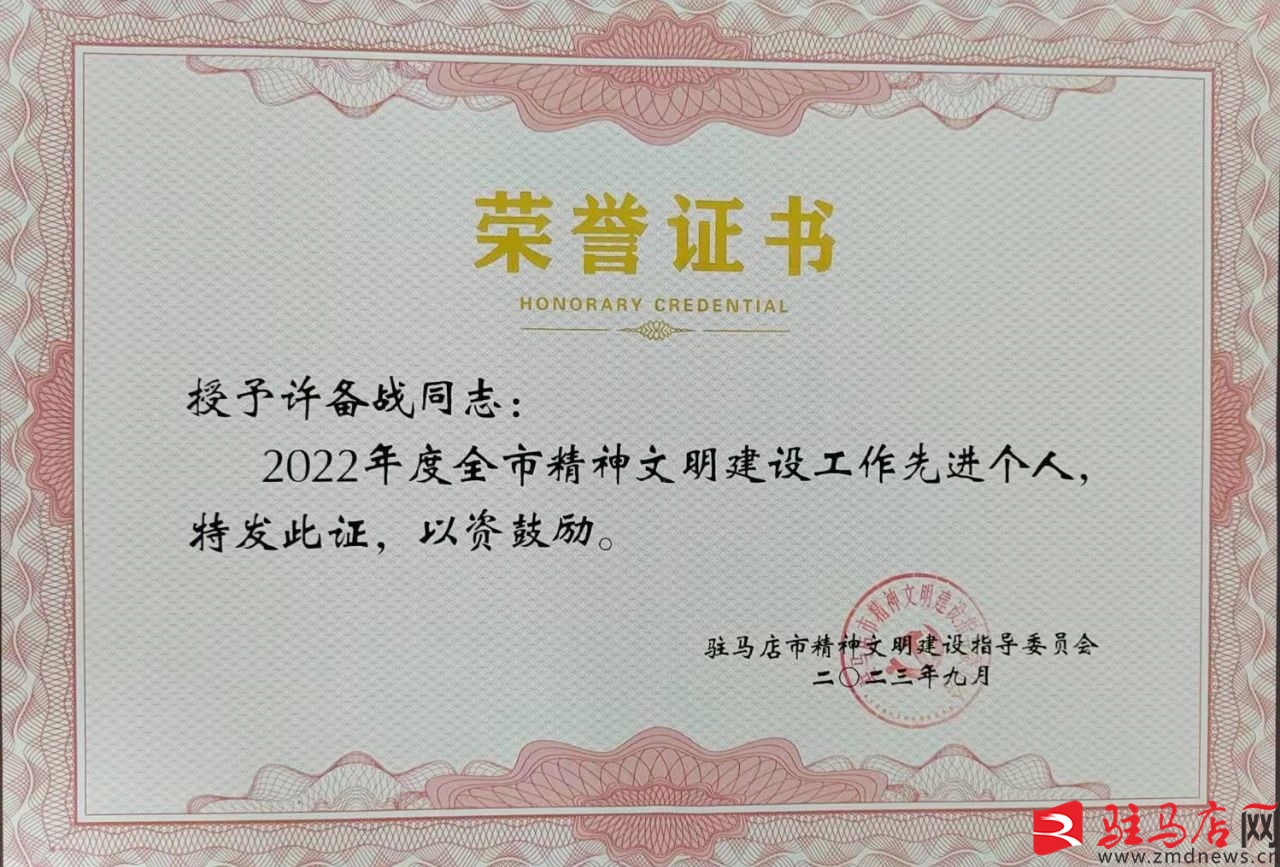 荣誉证书
HONORARY CREDENTIAL
授予许备战同志：
2022年度全市精神文明建设工作先进个人，
特发此证，以资鼓励。
驻马店市精神文明建设指导委员会
二〇二三年九月
驻马店网
www.zmdnews.cn